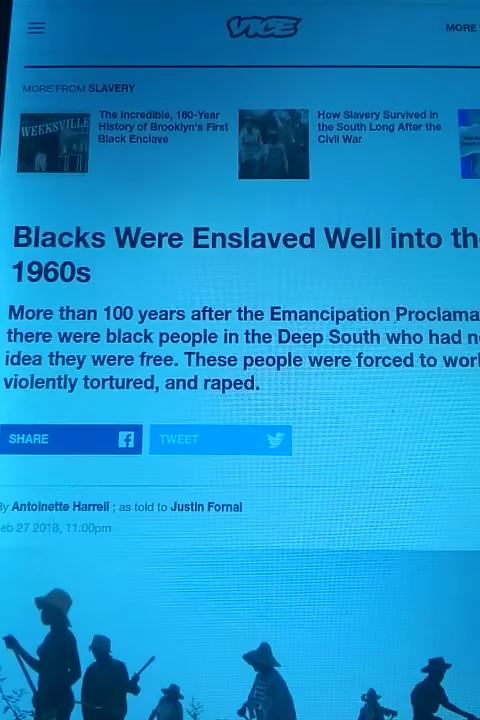 VICE
MORE
MORE FROM SLAVERY
WEEKSVILLE
The Incredible, 180-Year
History of Brooklyn's First
Black Enclave
How Slavery Survived in
the South Long After the
Civil War
Blacks Were Enslaved Well into th
1960s
More than 100 years after the Emancipation Proclama
there were black people in the Deep South who had n
idea they were free. These people were forced to worl
violently tortured, and raped.
SHARE
TWEET
By Antoinette Harrell ; as told to Justin Fornal
eb 27 2018, 11:00pm